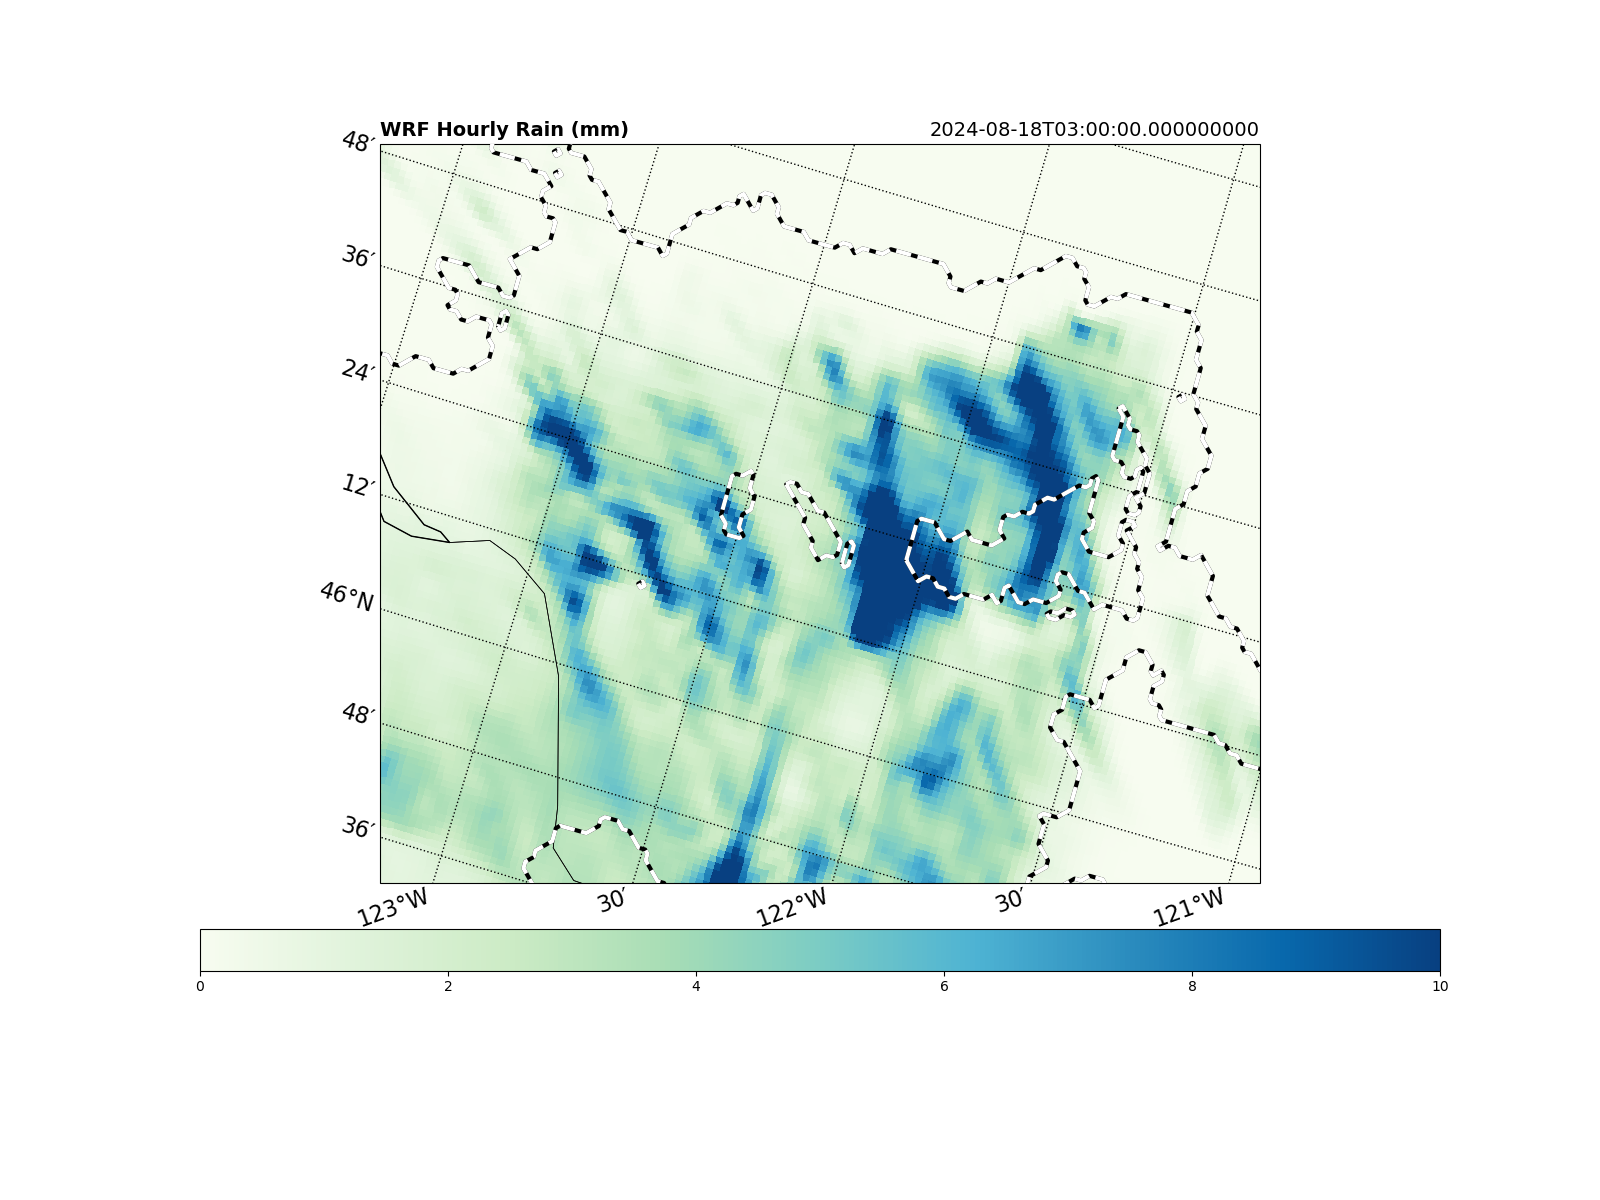 WRF Hourly Rain (mm)
2024-08-18T03:00:00.000000000
48′
36′
24′
12′
46°N
48′
36′
123°W
30′
122°W
30′
121°W
0
2
4
6
8
10